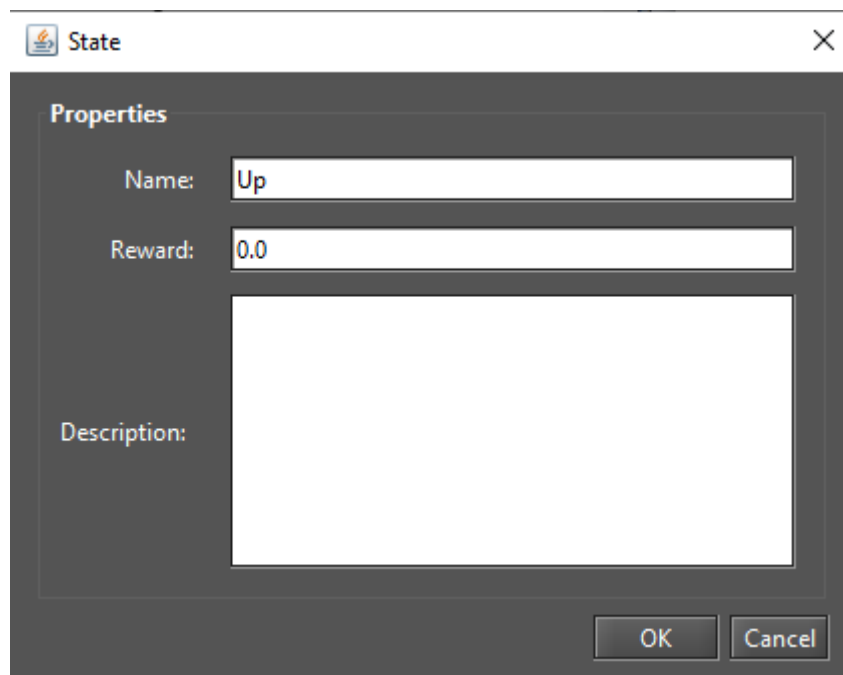 State
Properties
Name: Up
Reward: 0.0
Description:
OK Cancel